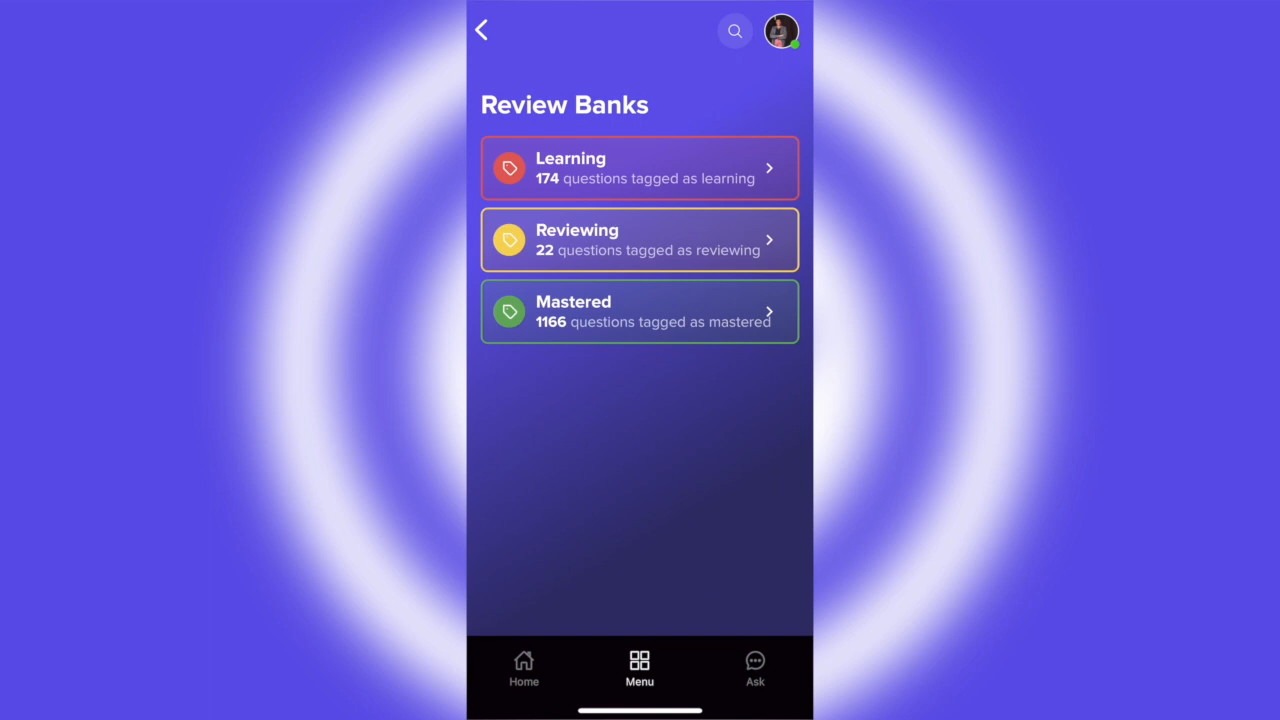 Review Banks
Learning
174 questions tagged as learning
Reviewing
22 questions tagged as reviewing
Mastered
1166 questions tagged as mastered
Home
Menu
Ask